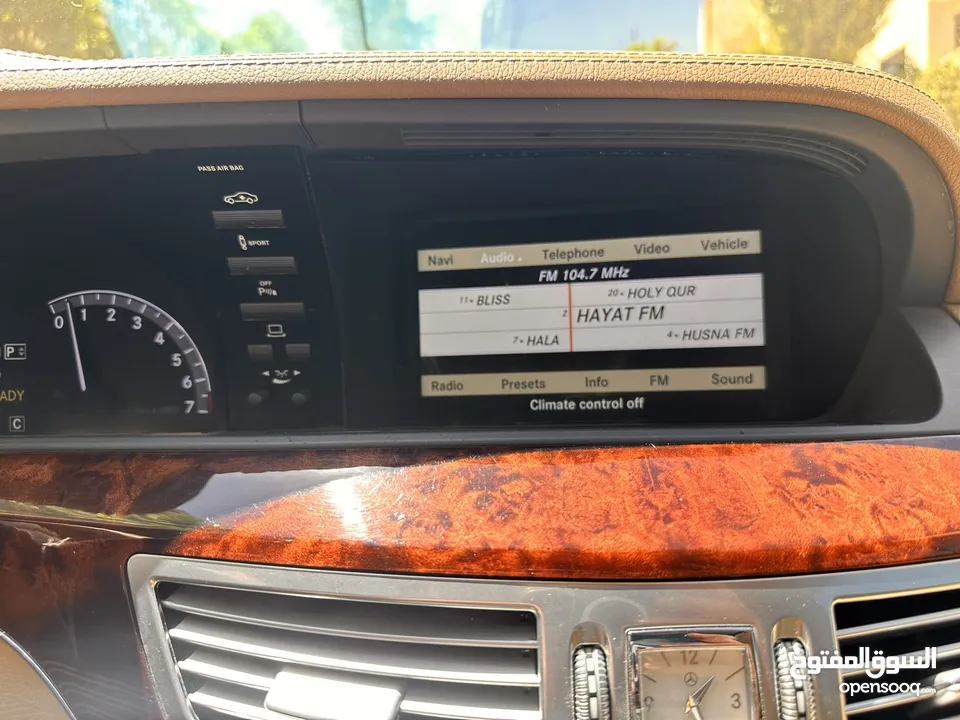 PASS AIR BAG
SPORT
OFF
P
0 1 2 3 4 5 6 7
P
ADY
C
Navi Audio Telephone Video Vehicle
FM 104.7 MHz
11 BLISS 20 HOLY QUR
2 HAYAT FM
7 HALA 4 HUSNA FM
Radio Presets Info FM Sound
Climate control off
12
9 3
السوق المفتوح
opensooq.com